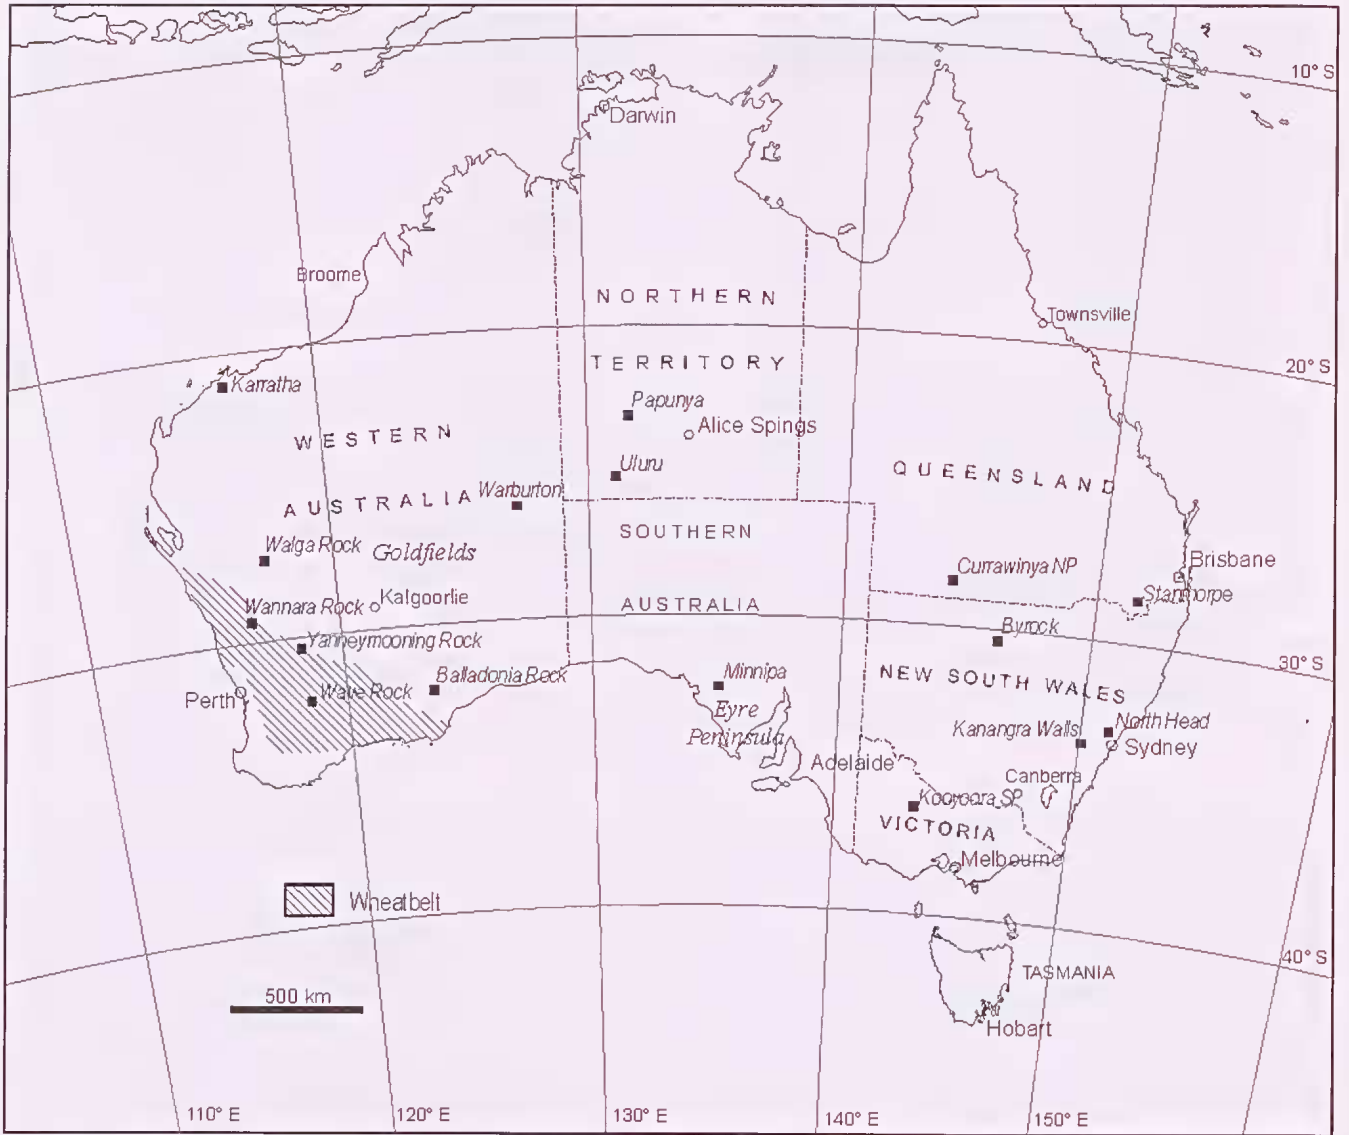 10° S
Darwin
Broome
NORTHERN
Townsville
20° S
TERRITORY
Karratha
Papunya
Alice Springs
WESTERN
Uluru
QUEENSLAND
AUSTRALIA
Warburton
SOUTHERN
Walga Rock
Goldfields
Currawinya NP
Brisbane
Wannara Rock
Kalgoorlie
AUSTRALIA
Stanthorpe
Yanneymooning Rock
Byrock
30° S
Balladonia Rock
Minnipa
NEW SOUTH WALES
Perth
Wave Rock
Eyre
Peninsula
Kanangra Walls
North Head
Sydney
Adelaide
Canberra
Kooyoora SP
VICTORIA
Melbourne
Wheatbelt
40° S
TASMANIA
500 km
Hobart
110° E
120° E
130° E
140° E
150° E